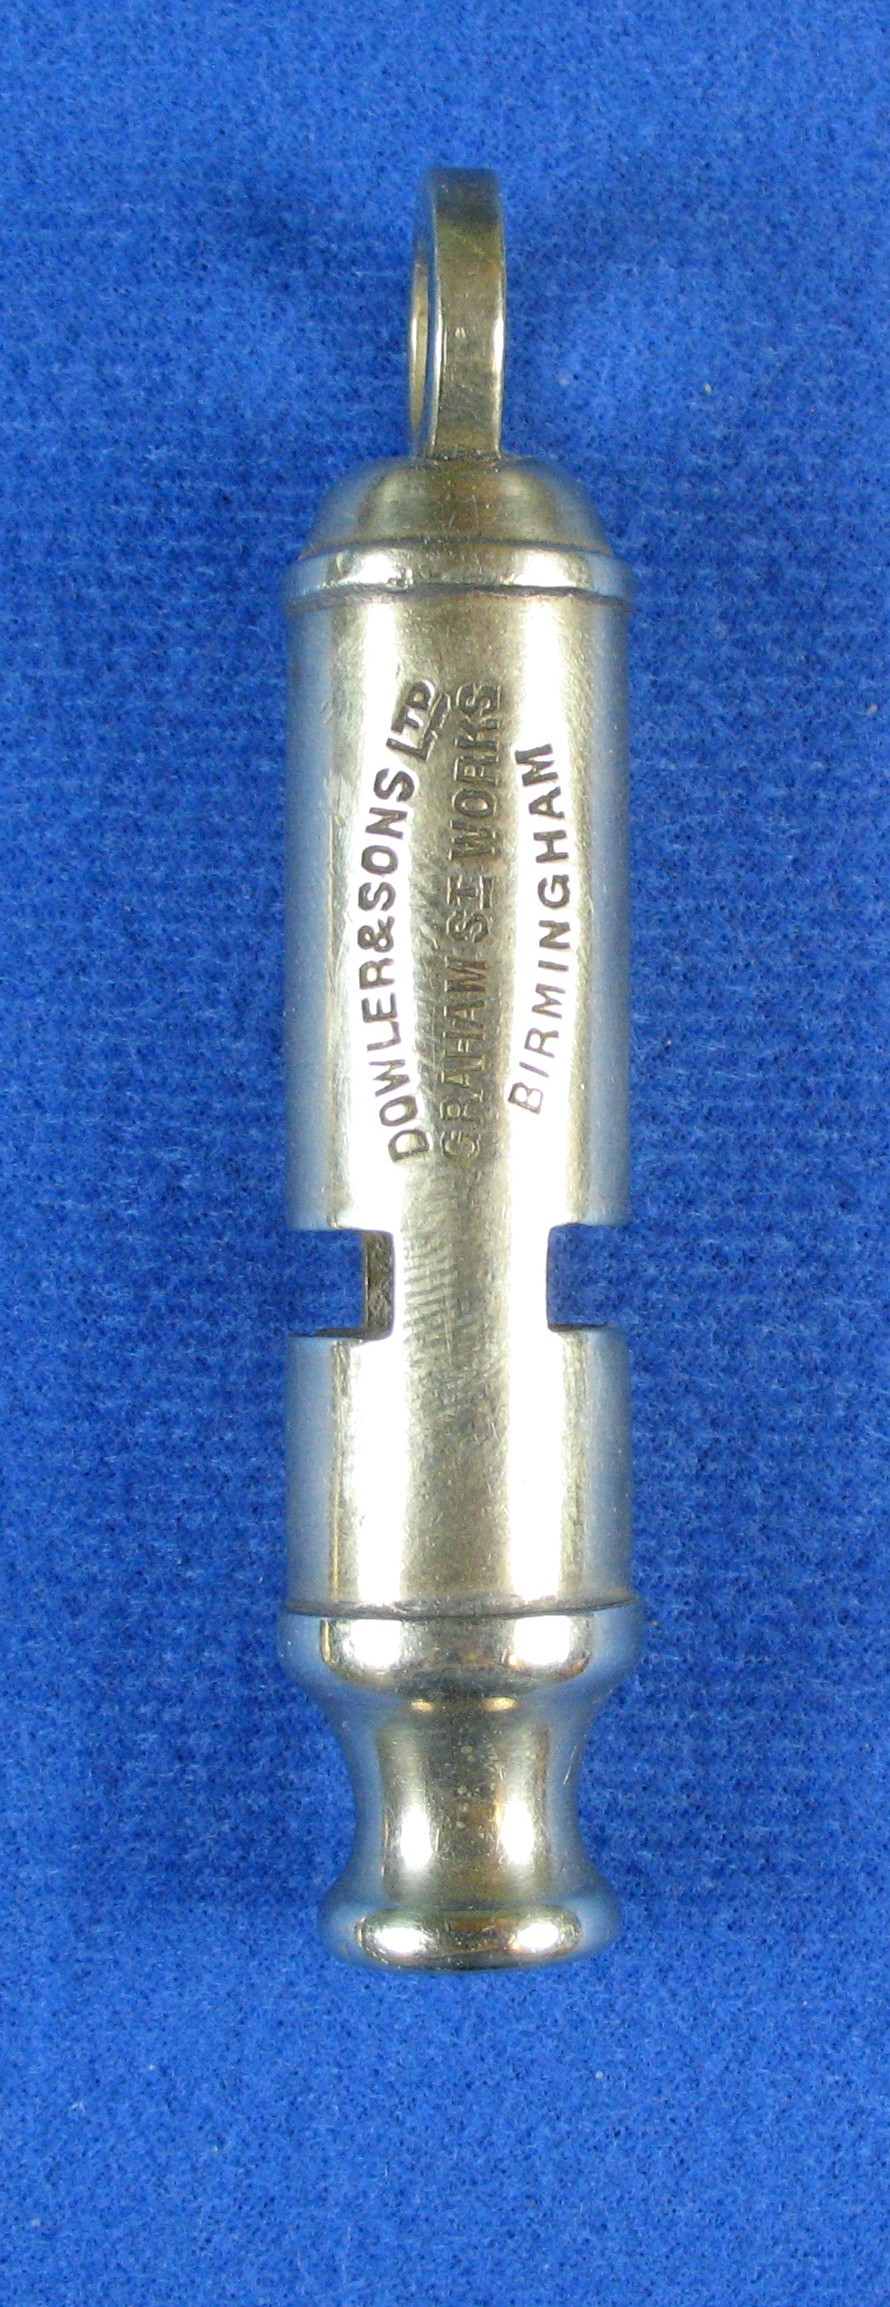 DOWLER & SONS LTD
GRAHAM ST WORKS
BIRMINGHAM